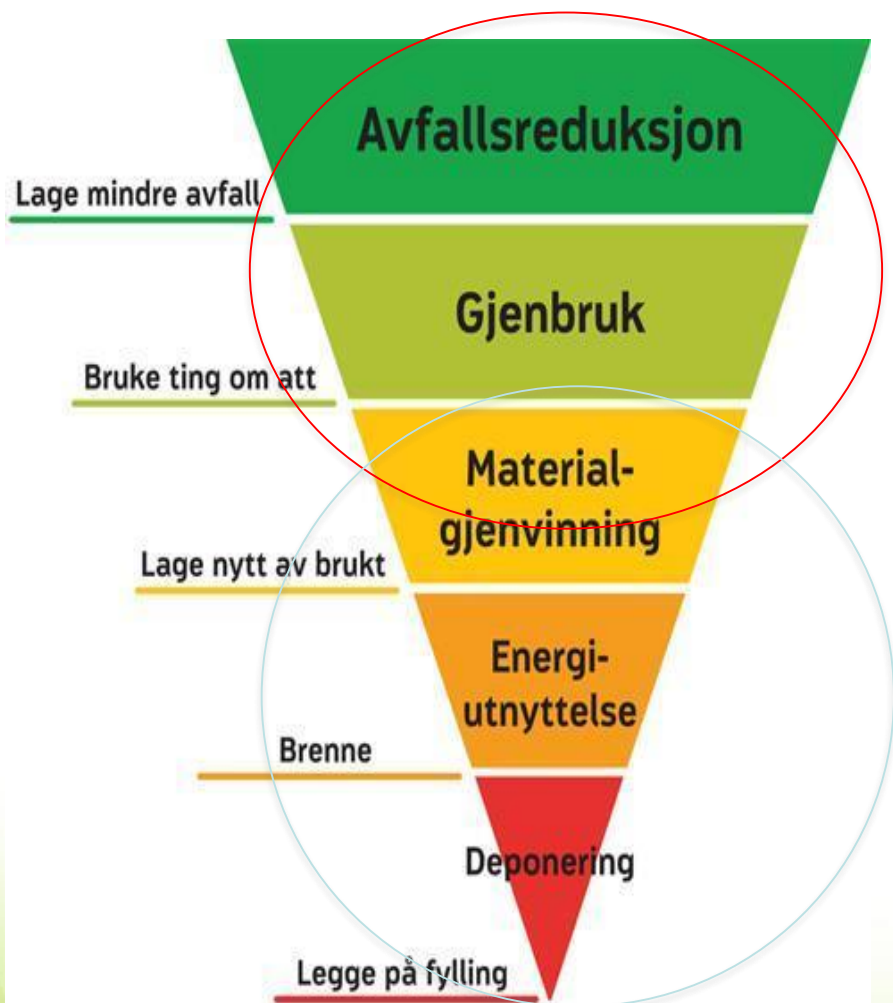 Avfallsreduksjon
Lage mindre avfall
Gjenbruk
Bruke ting om att
Material-
gjenvinning
Lage nytt av brukt
Energi-
utnyttelse
Brenne
Deponering
Legge på fylling